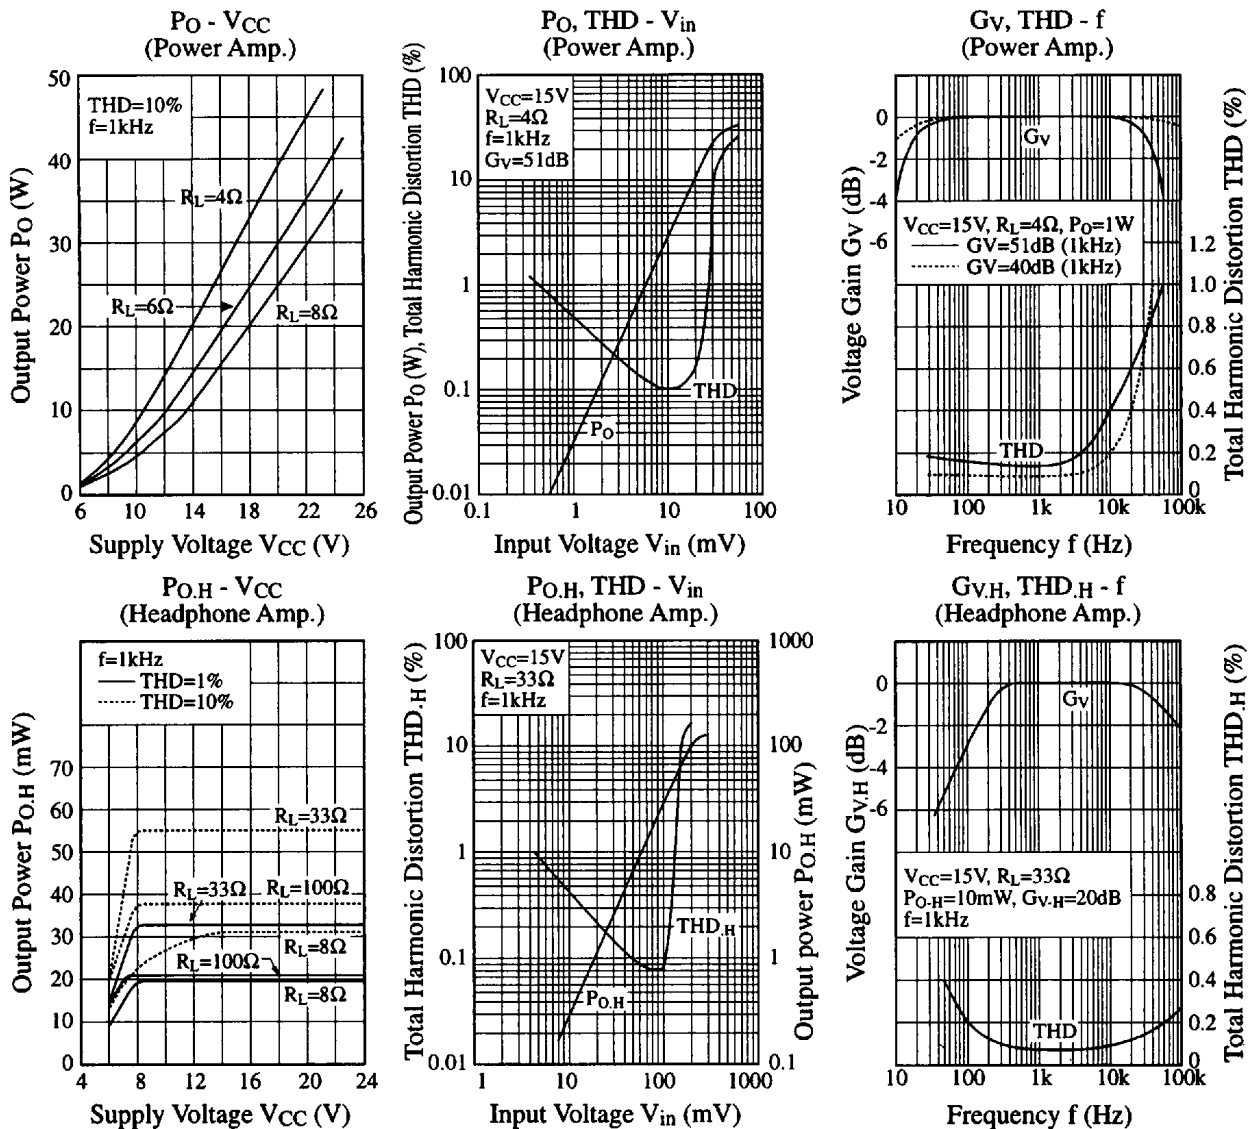 PO - VCC
(Power Amp.)
50
40
30
20
10
0
Output Power PO (W)
THD=10%
f=1kHz
RL=4Ω
RL=6Ω
RL=8Ω
6
10
14
18
22
26
Supply Voltage VCC (V)
PO, THD - Vin
(Power Amp.)
Output Power PO (W), Total Harmonic Distortion THD (%)
100
10
1
0.1
0.01
VCC=15V
RL=4Ω
f=1kHz
GV=51dB
THD
PO
0.1
1
10
100
Input Voltage Vin (mV)
GV, THD - f
(Power Amp.)
Voltage Gain GV (dB)
0
-2
-4
-6
GV
VCC=15V, RL=4Ω, PO=1W
GV=51dB (1kHz)
GV=40dB (1kHz)
THD
1.2
1.0
0.8
0.6
0.4
0.2
0
Total Harmonic Distortion THD (%)
10
100
1k
10k
100k
Frequency f (Hz)
PO.H - VCC
(Headphone Amp.)
Output Power PO.H (mW)
70
60
50
40
30
20
10
0
f=1kHz
THD=1%
THD=10%
RL=33Ω
RL=33Ω
RL=100Ω
RL=8Ω
RL=100Ω
RL=8Ω
4
8
12
16
20
24
Supply Voltage VCC (V)
PO.H, THD - Vin
(Headphone Amp.)
Total Harmonic Distortion THD.H (%)
100
10
1
0.1
0.01
VCC=15V
RL=33Ω
f=1kHz
THD.H
PO.H
1000
100
10
1
0.1
Output power PO.H (mW)
1
10
100
1000
Input Voltage Vin (mV)
GV.H, THD.H - f
(Headphone Amp.)
Voltage Gain GV.H (dB)
0
-2
-4
-6
GV
VCC=15V, RL=33Ω
PO-H=10mW, GV-H=20dB
f=1kHz
THD
0.8
0.6
0.4
0.2
0
Total Harmonic Distortion THD.H (%)
10
100
1k
10k
100k
Frequency f (Hz)